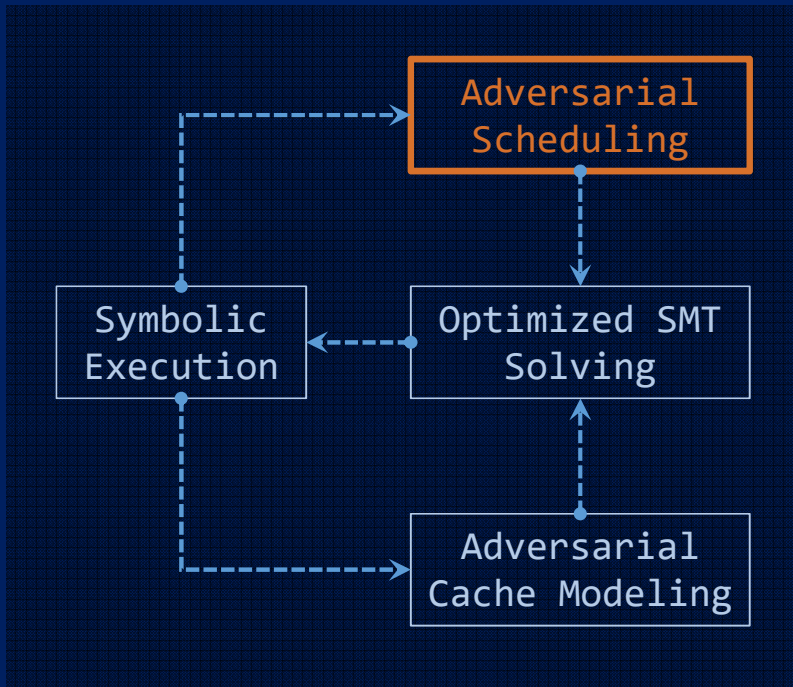 Adversarial
Scheduling
Symbolic
Execution
Optimized SMT
Solving
Adversarial
Cache Modeling